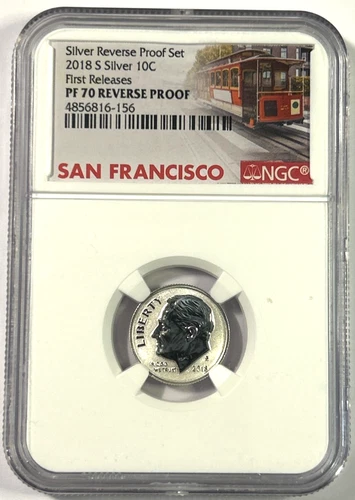 Silver Reverse Proof Set
2018 S Silver 10C
First Releases
PF 70 REVERSE PROOF
4856816-156
SAN FRANCISCO
NGC®
LIBERTY
IN GOD
WE TRUST
S
2018